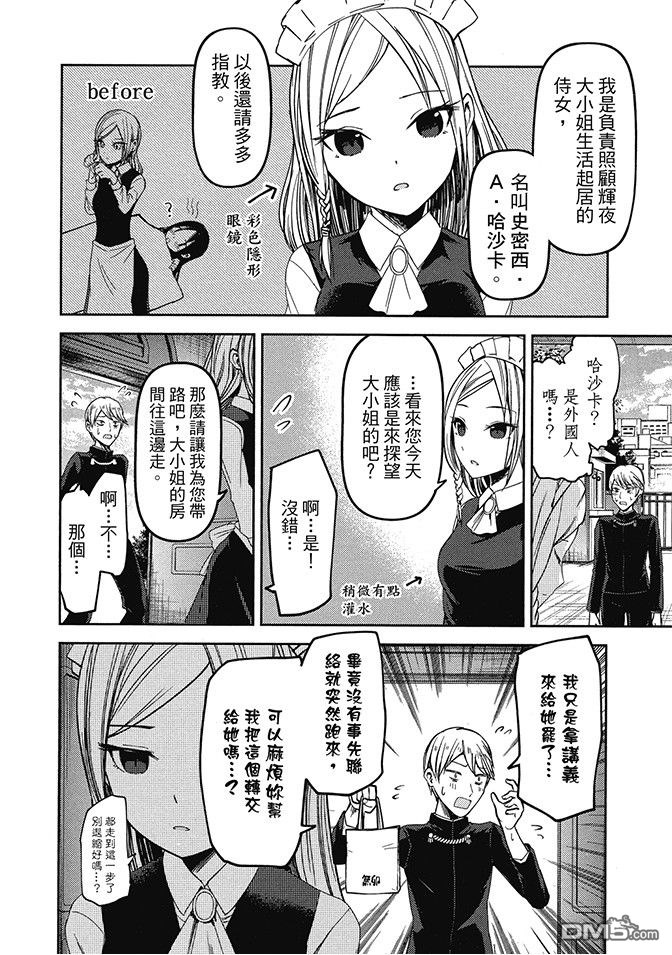 我是負責照顧輝夜
大小姐生活起居的
侍女，
名叫史密西．
A．哈沙卡。
以後還請多多
指教。
before
?
彩色隱形
眼鏡
哈沙卡？
是外國人
嗎…？
…看來您今天
應該是來探望
大小姐的吧？
啊…是！
沒錯…
稍微有點
灌水
那麼請讓我為您帶
路吧，大小姐的房
間往這邊走。
啊…不…
那個…
我只是拿講義
來給她罷了…
畢竟沒有事先聯
絡就突然跑來，
可以麻煩妳幫
我把這個轉交
給她嗎…？
都走到這一步了
別退縮好嗎…？
DM5.com